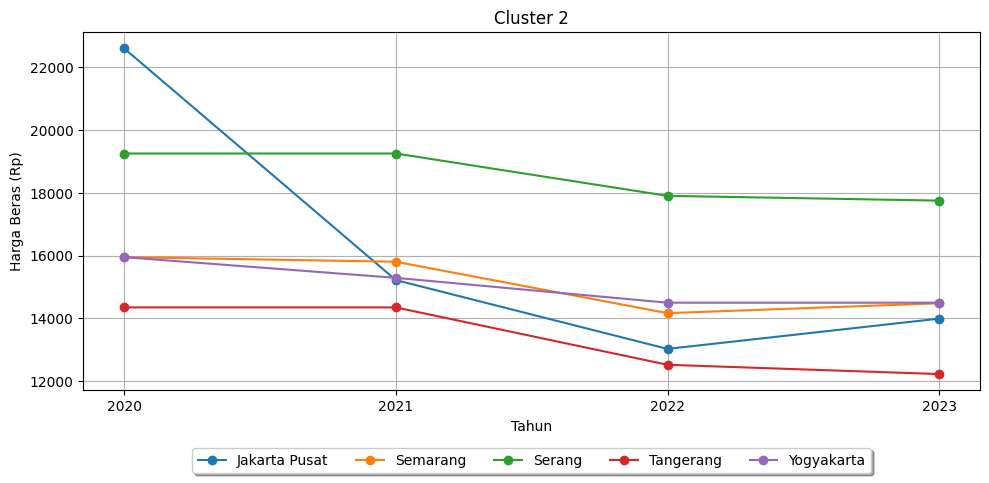 Cluster 2
Harga Beras (Rp)
22000
20000
18000
16000
14000
12000
2020 2021 2022 2023
Tahun
Jakarta Pusat Semarang Serang Tangerang Yogyakarta